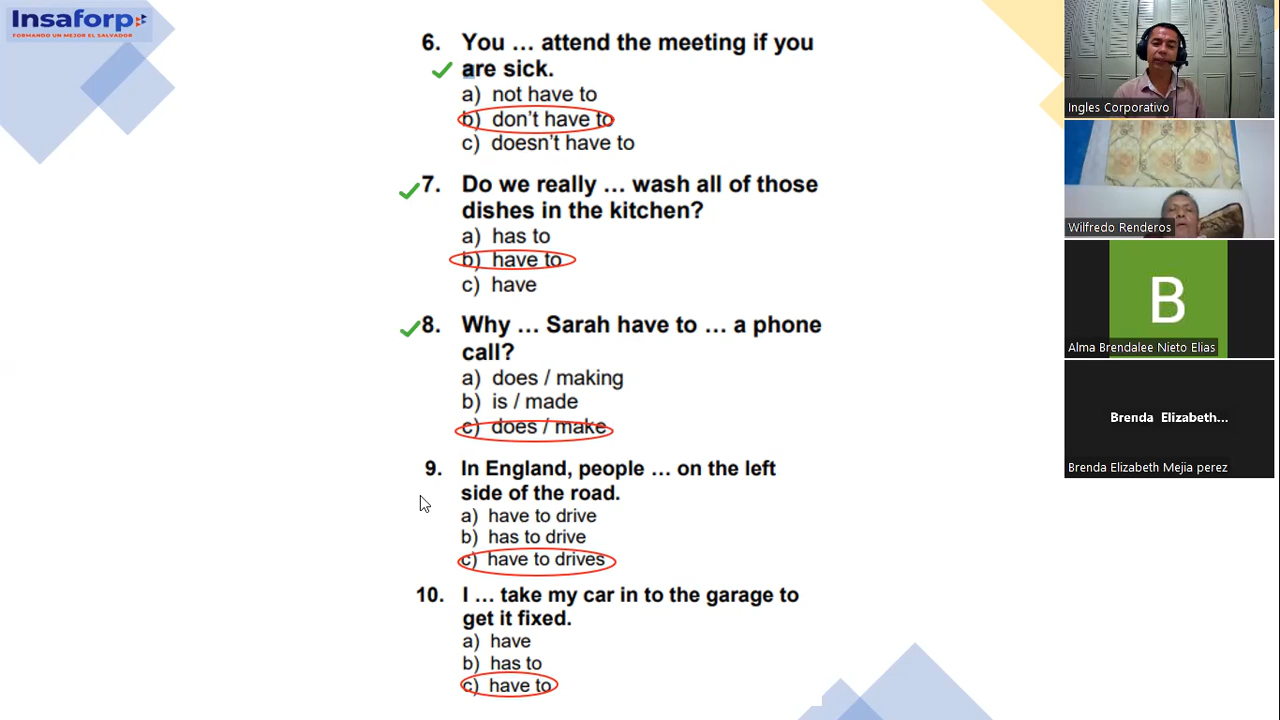 Insaforp
FORMANDO UN MEJOR EL SALVADOR
6. You … attend the meeting if you
are sick.
a) not have to
b) don't have to
c) doesn't have to
7. Do we really … wash all of those
dishes in the kitchen?
a) has to
b) have to
c) have
8. Why … Sarah have to … a phone
call?
a) does / making
b) is / made
c) does / make
9. In England, people … on the left
side of the road.
a) have to drive
b) has to drive
c) have to drives
10. I … take my car in to the garage to
get it fixed.
a) have
b) has to
c) have to
Ingles Corporativo
Wilfredo Renderos
B
Alma Brendalee Nieto Elias
Brenda Elizabeth...
Brenda Elizabeth Mejia perez